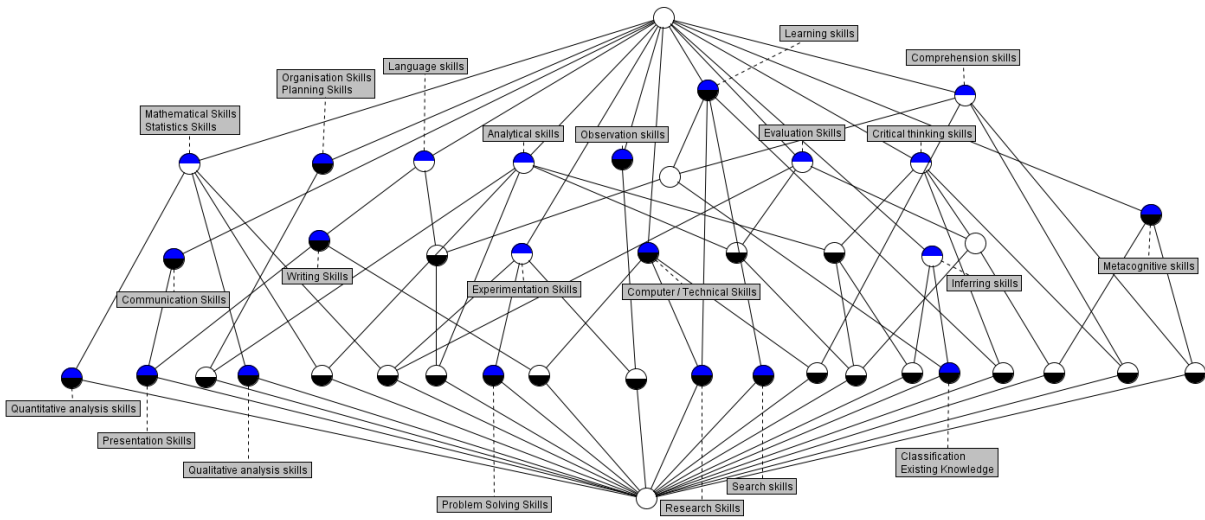 Learning skills
Comprehension skills
Language skills
Organisation Skills
Planning Skills
Mathematical Skills
Statistics Skills
Analytical skills
Observation skills
Evaluation Skills
Critical thinking skills
Metacognitive skills
Writing Skills
Communication Skills
Experimentation Skills
Computer / Technical Skills
Inferring skills
Quantitative analysis skills
Presentation Skills
Qualitative analysis skills
Classification
Existing Knowledge
Search skills
Problem Solving Skills
Research Skills